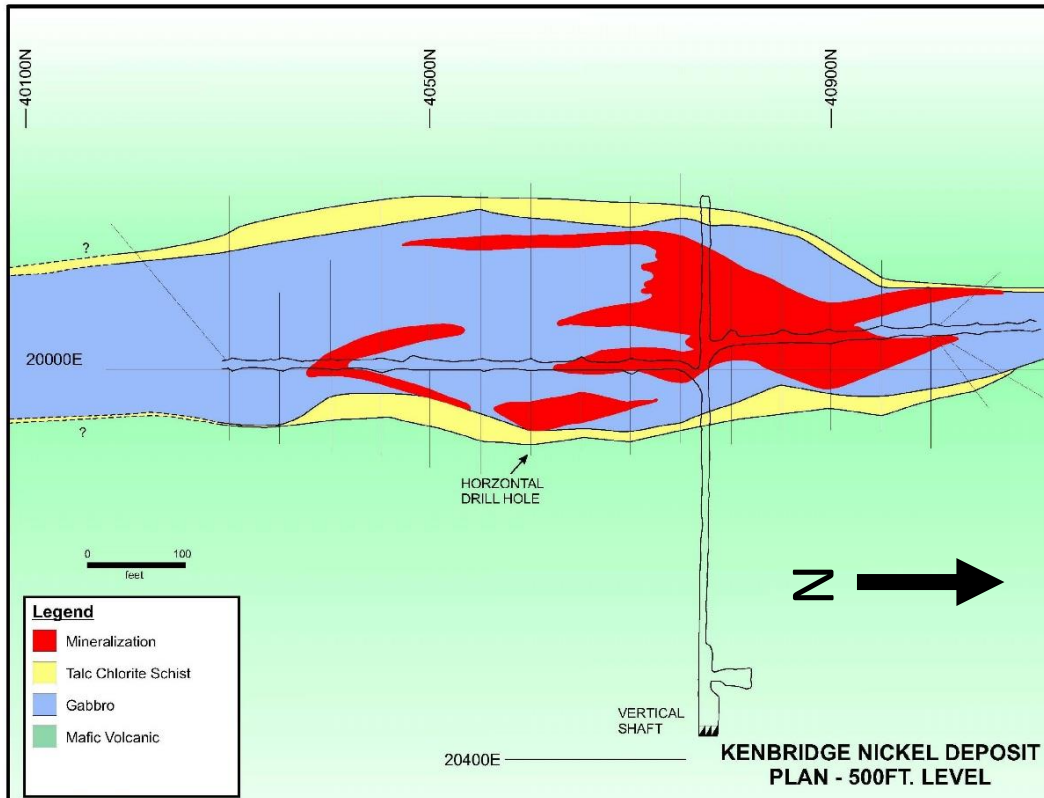 40100N
40500N
40900N
?
20000E
?
HORZONTAL
DRILL HOLE
0 100
feet
N
Legend
Mineralization
Talc Chlorite Schist
Gabbro
Mafic Volcanic
VERTICAL
SHAFT
20400E
KENBRIDGE NICKEL DEPOSIT
PLAN - 500FT. LEVEL